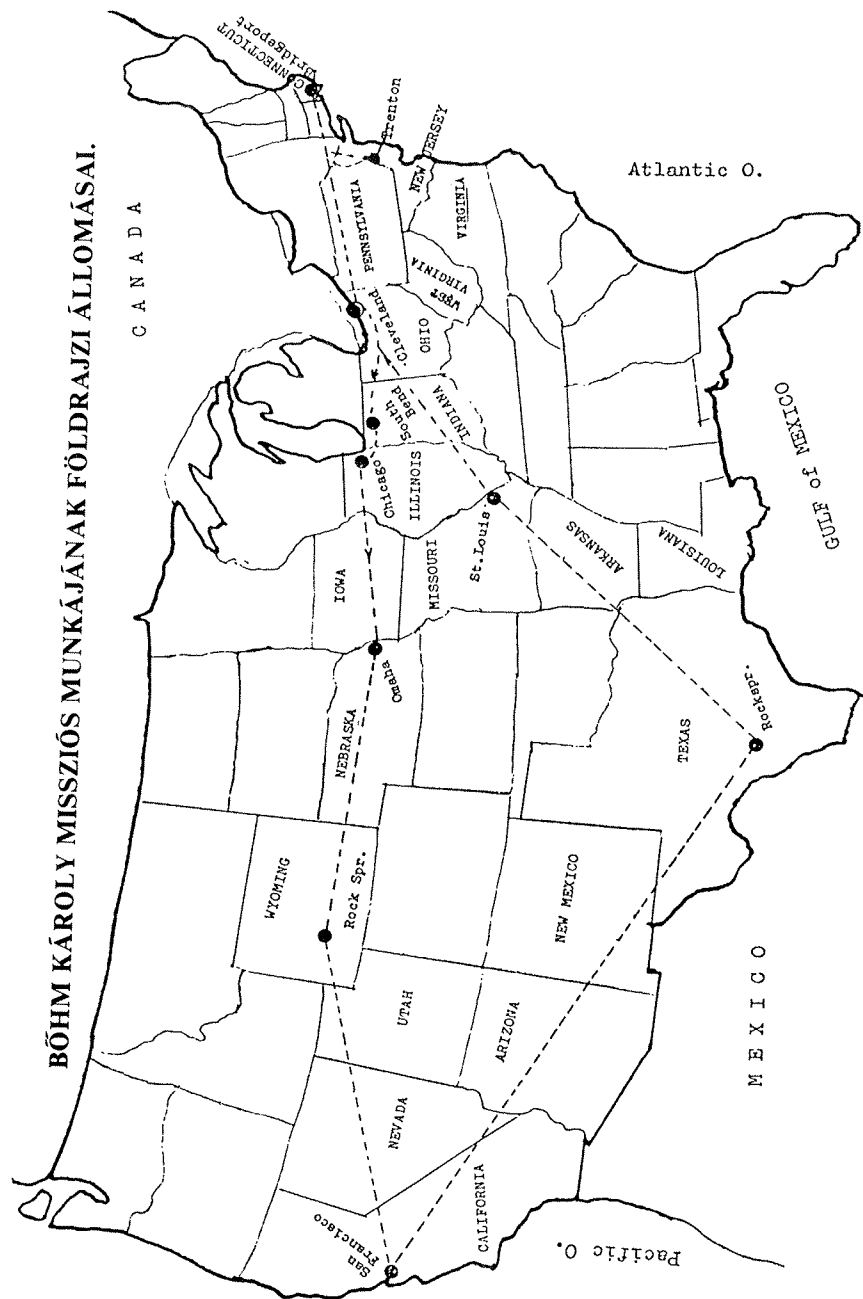 BŐHM KÁROLY MISSZIÓS MUNKÁJÁNAK FÖLDRAJZI ÁLLOMÁSAI.
CANADA
CONNECTICUT
Bridgeport
Trenton
NEW JERSEY
PENNSYLVANIA
VIRGINIA
WEST
VIRGINIA
Atlantic O.
Cleveland
OHIO
South
Bend
INDIANA
Chicago
ILLINOIS
IOWA
MISSOURI
St.Louis
ARKANSAS
LOUISIANA
GULF of MEXICO
Omaha
NEBRASKA
TEXAS
Rockspr.
WYOMING
Rock Spr.
NEW MEXICO
UTAH
ARIZONA
NEVADA
MEXICO
San
Francisco
CALIFORNIA
Pacific O.